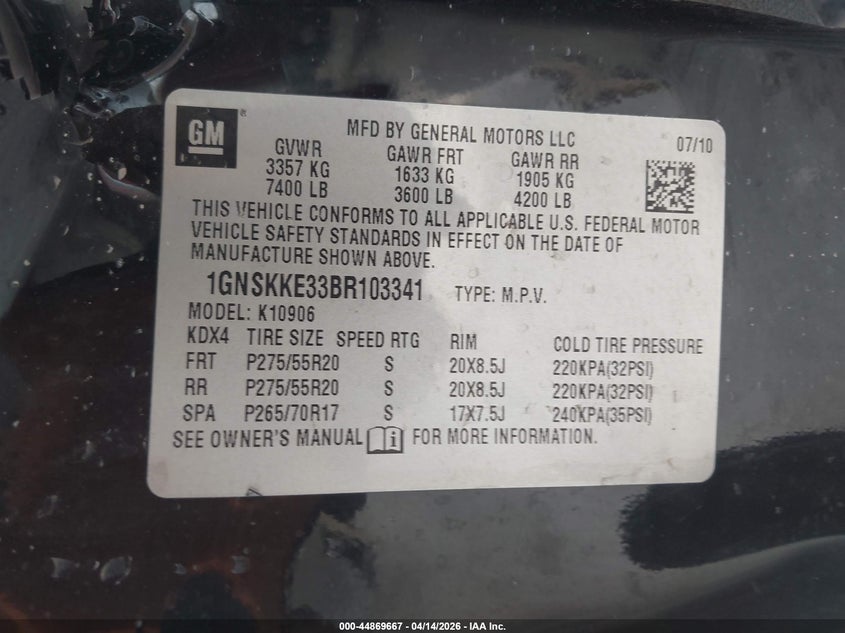 GM
®
MFD BY GENERAL MOTORS LLC 07/10
GVWR GAWR FRT GAWR RR
3357 KG 1633 KG 1905 KG
7400 LB 3600 LB 4200 LB
THIS VEHICLE CONFORMS TO ALL APPLICABLE U.S. FEDERAL MOTOR
VEHICLE SAFETY STANDARDS IN EFFECT ON THE DATE OF
MANUFACTURE SHOWN ABOVE.
1GNSKKE33BR103341 TYPE: M.P.V.
MODEL: K10906
KDX4 TIRE SIZE SPEED RTG RIM COLD TIRE PRESSURE
FRT P275/55R20 S 20X8.5J 220KPA(32PSI)
RR P275/55R20 S 20X8.5J 220KPA(32PSI)
SPA P265/70R17 S 17X7.5J 240KPA(35PSI)
SEE OWNER'S MANUAL i FOR MORE INFORMATION.
000-44869667 - 04/14/2026 - IAA Inc.